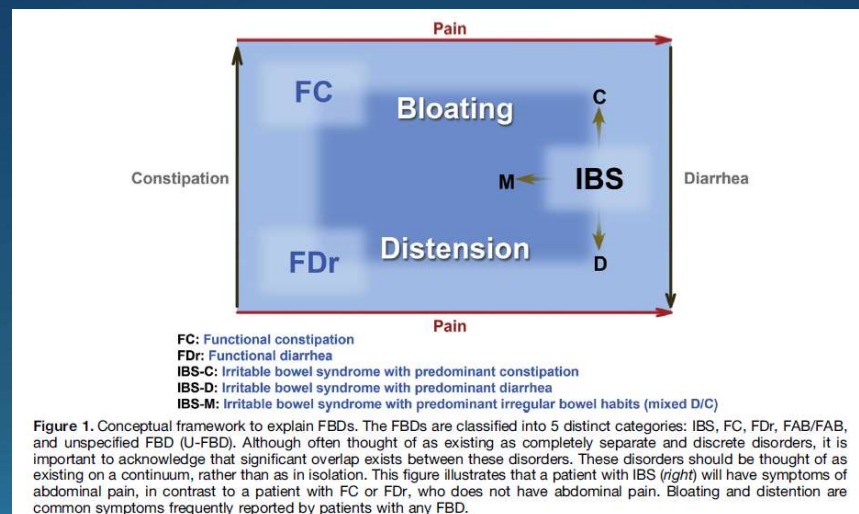 Pain
FC
Bloating
C
Constipation
M
IBS
Diarrhea
FDr
Distension
D
Pain
FC: Functional constipation
FDr: Functional diarrhea
IBS-C: Irritable bowel syndrome with predominant constipation
IBS-D: Irritable bowel syndrome with predominant diarrhea
IBS-M: Irritable bowel syndrome with predominant irregular bowel habits (mixed D/C)
Figure 1. Conceptual framework to explain FBDs. The FBDs are classified into 5 distinct categories: IBS, FC, FDr, FAB/FAB,
and unspecified FBD (U-FBD). Although often thought of as existing as completely separate and discrete disorders, it is
important to acknowledge that significant overlap exists between these disorders. These disorders should be thought of as
existing on a continuum, rather than as in isolation. This figure illustrates that a patient with IBS (right) will have symptoms of
abdominal pain, in contrast to a patient with FC or FDr, who does not have abdominal pain. Bloating and distention are
common symptoms frequently reported by patients with any FBD.